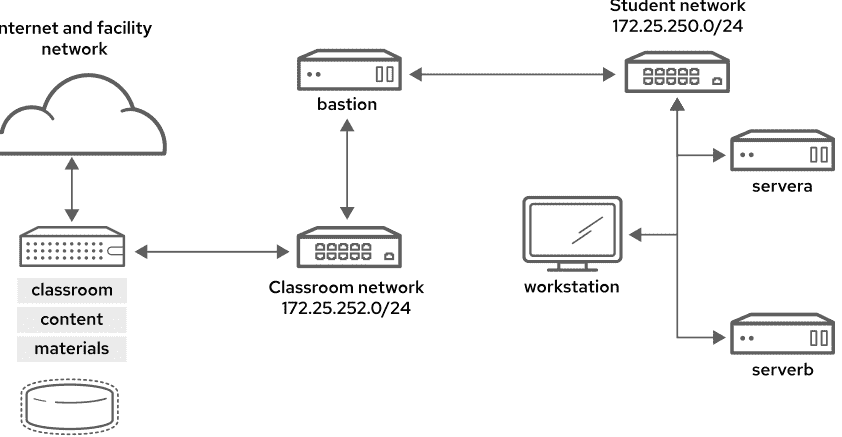 nternet and facility
network
Student network
172.25.250.0/24
bastion
servera
classroom
content
materials
Classroom network
172.25.252.0/24
workstation
serverb